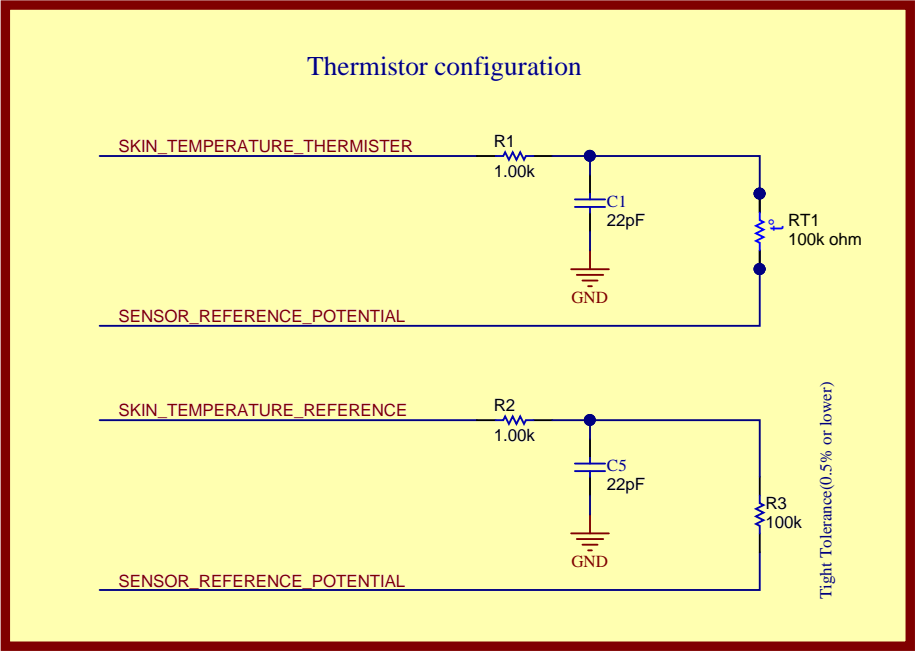 Thermistor configuration
SKIN_TEMPERATURE_THERMISTER
R1
1.00k
C1
22pF
GND
t°
RT1
100k ohm
SENSOR_REFERENCE_POTENTIAL
SKIN_TEMPERATURE_REFERENCE
R2
1.00k
C5
22pF
GND
R3
100k
Tight Tolerance(0.5% or lower)
SENSOR_REFERENCE_POTENTIAL